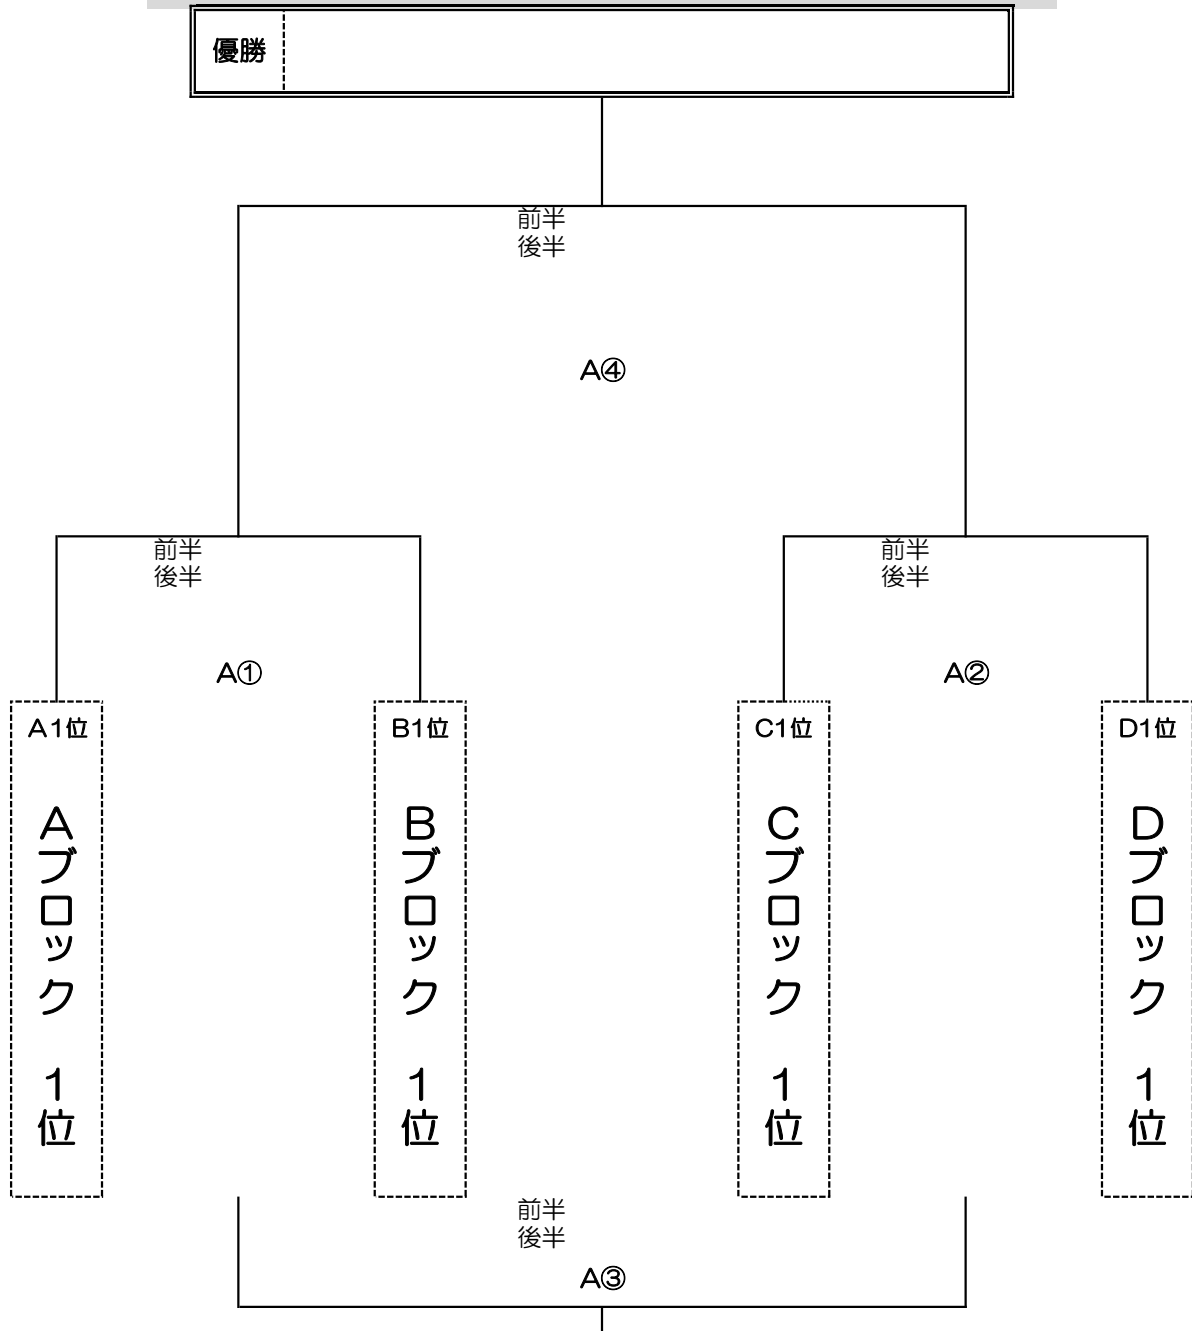 優勝
前半
後半
A④
前半
後半
前半
後半
A①
A②
A1位
B1位
C1位
D1位
Aブロック　1位
Bブロック　1位
Cブロック　1位
Dブロック　1位
前半
後半
A③